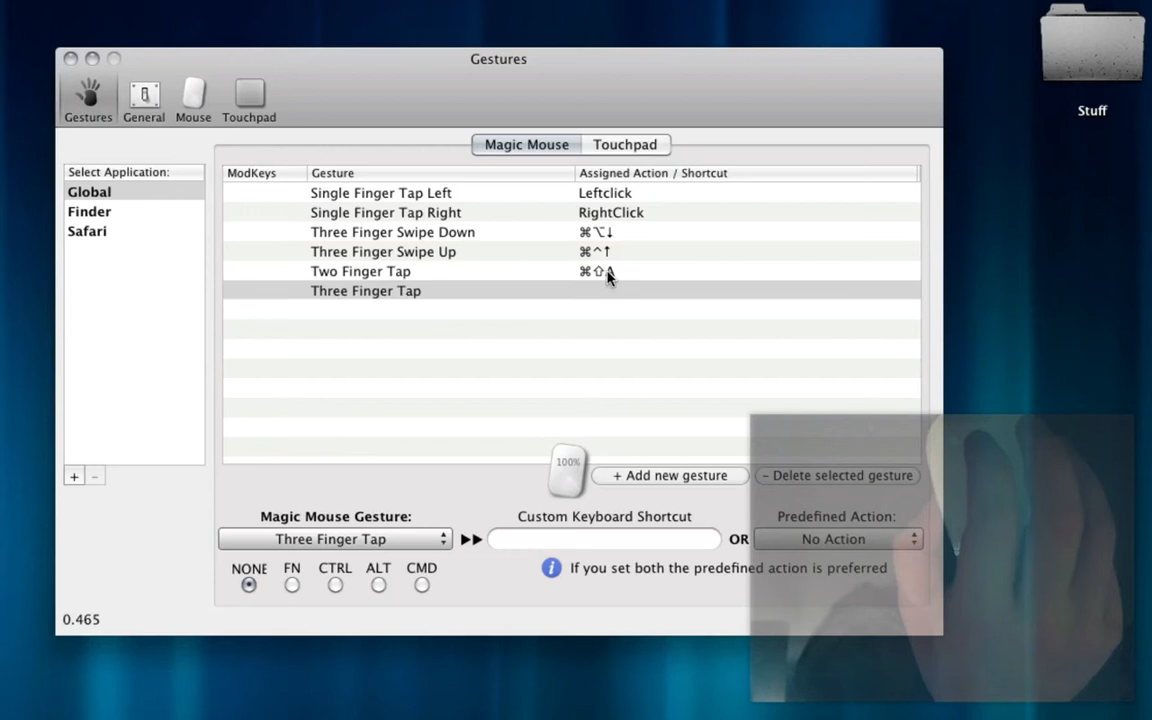 Gestures
Stuff
Gestures General Mouse Touchpad
Magic Mouse Touchpad
Select Application:
Global
Finder
Safari
ModKeys Gesture Assigned Action / Shortcut
Single Finger Tap Left Leftclick
Single Finger Tap Right RightClick
Three Finger Swipe Down ⌘⌥↓
Three Finger Swipe Up ⌘^↑
Two Finger Tap ⌘⇧A
Three Finger Tap
+ -
100%
+ Add new gesture - Delete selected gesture
Magic Mouse Gesture: Custom Keyboard Shortcut Predefined Action:
Three Finger Tap OR No Action
NONE FN CTRL ALT CMD
i If you set both the predefined action is preferred
0.465